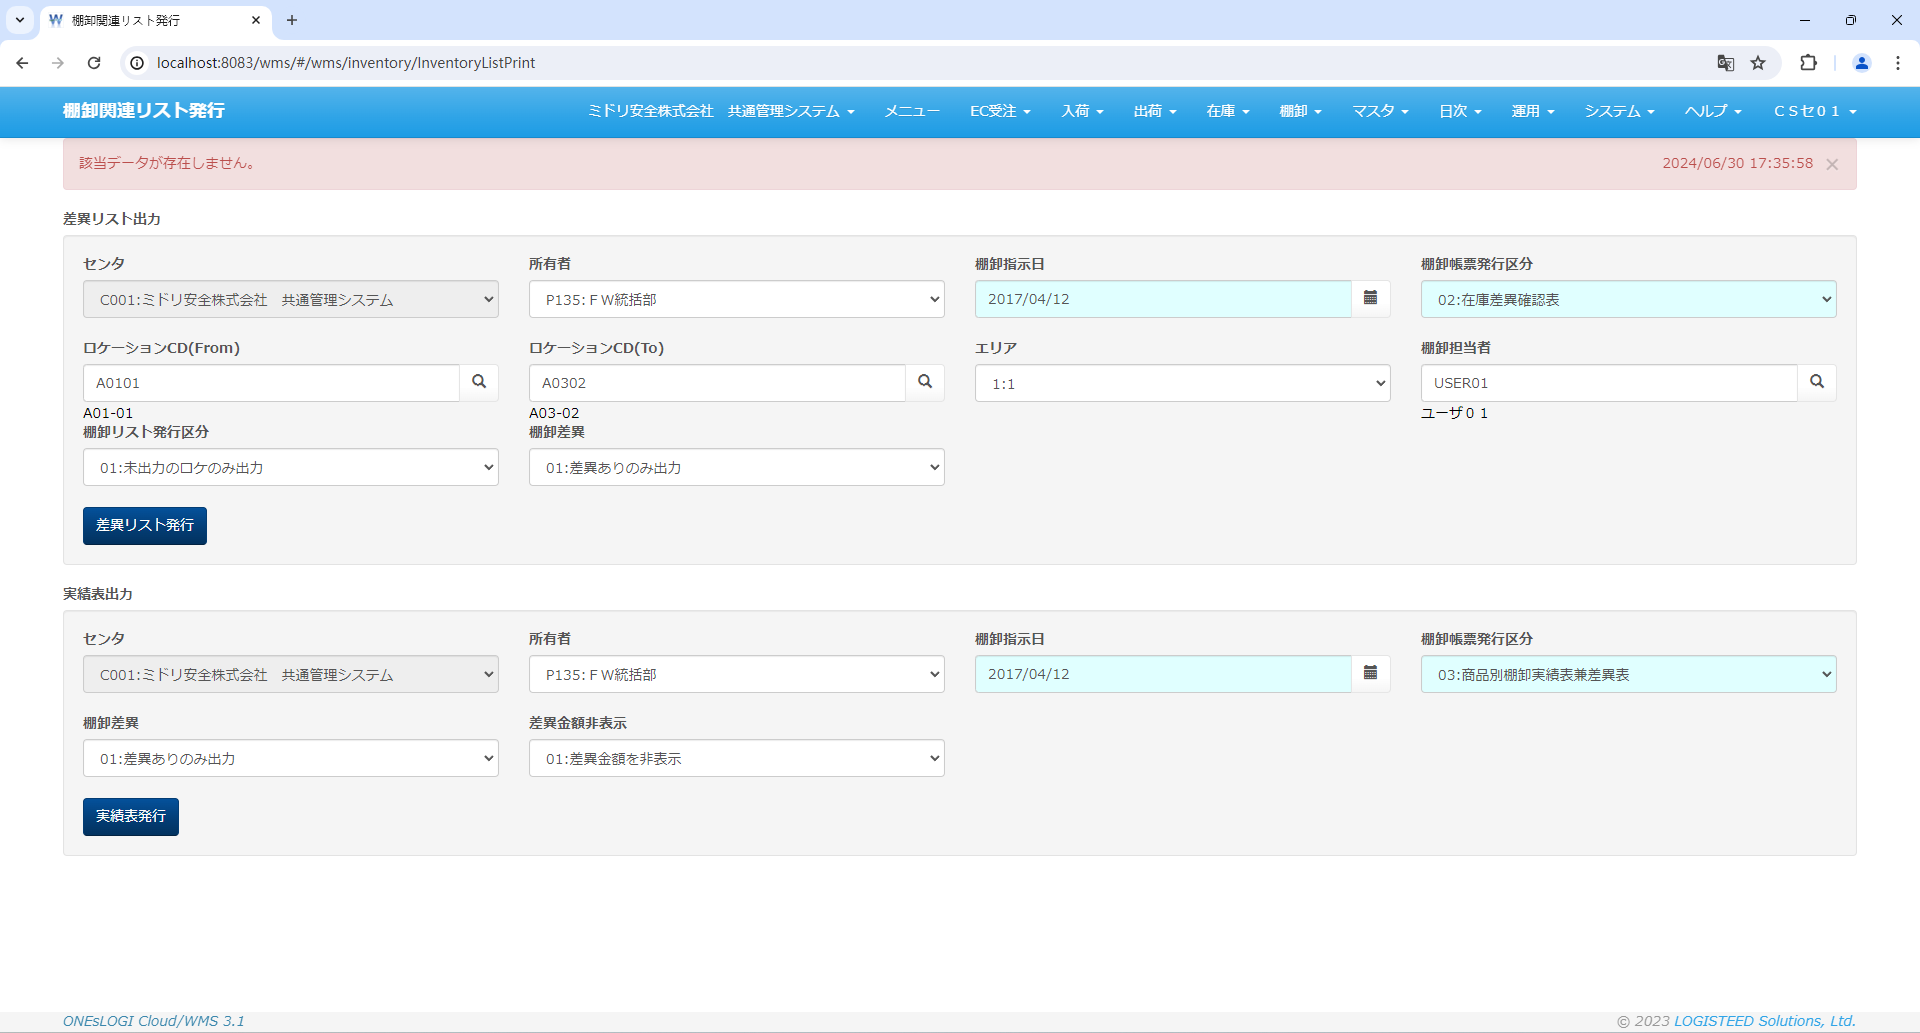 棚卸関連リスト発行
localhost:8083/wms/#/wms/inventory/InventoryListPrint
棚卸関連リスト発行 ミドリ安全株式会社　共通管理システム メニュー EC受注 入荷 出荷 在庫 棚卸 マスタ 日次 運用 システム ヘルプ ＣＳセ０１
該当データが存在しません。 2024/06/30 17:35:58 ×
差異リスト出力
センタ 所有者 棚卸指示日 棚卸帳票発行区分
C001:ミドリ安全株式会社　共通管理システム P135:ＦＷ統括部 2017/04/12 02:在庫差異確認表
ロケーションCD(From) ロケーションCD(To) エリア 棚卸担当者
A0101 A0302 1:1 USER01
A01-01 A03-02 ユーザ０１
棚卸リスト発行区分 棚卸差異
01:未出力のロケのみ出力 01:差異ありのみ出力
差異リスト発行
実績表出力
センタ 所有者 棚卸指示日 棚卸帳票発行区分
C001:ミドリ安全株式会社　共通管理システム P135:ＦＷ統括部 2017/04/12 03:商品別棚卸実績表兼差異表
棚卸差異 差異金額非表示
01:差異ありのみ出力 01:差異金額を非表示
実績表発行
ONEsLOGI Cloud/WMS 3.1 © 2023 LOGISTEED Solutions, Ltd.